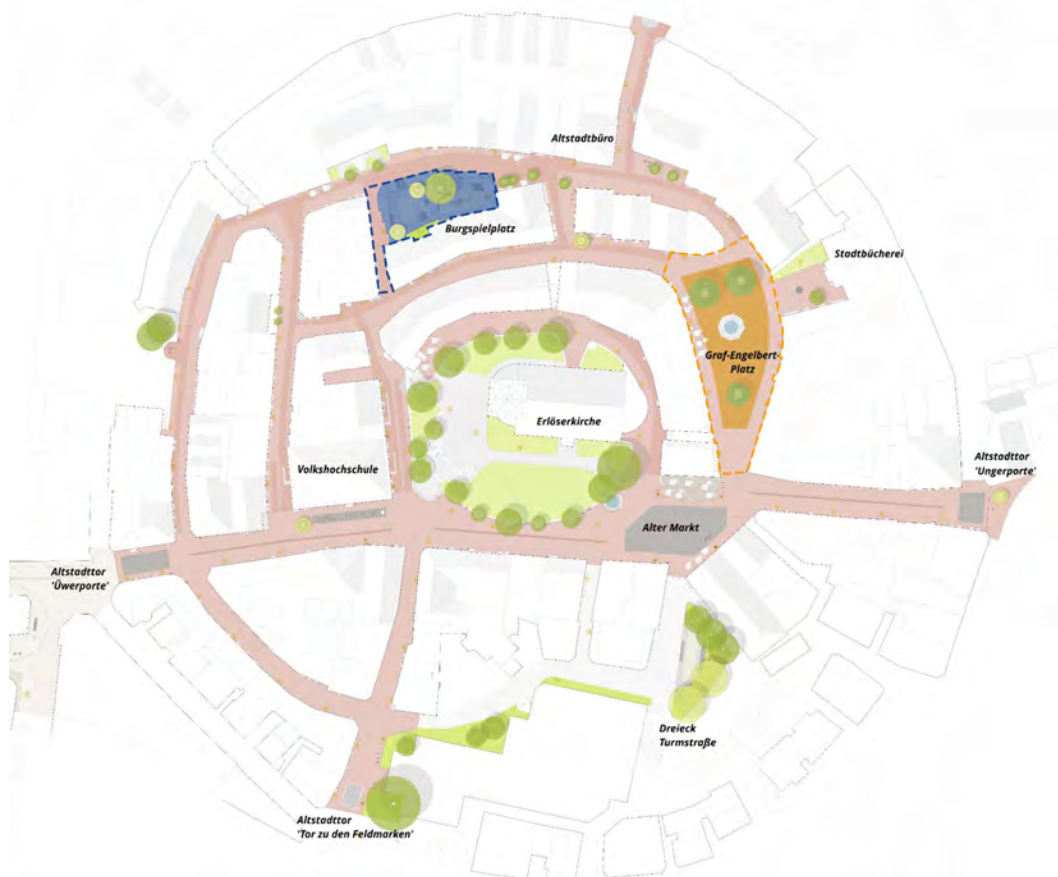 Altstadtbüro
Burgspielplatz
Stadtbücherei
Graf-Engelbert-
Platz
Erlöserkirche
Volkshochschule
Altstadttor
'Ungerporte'
Alter Markt
Altstadttor
'Üwerporte'
Dreieck
Turmstraße
Altstadttor
'Tor zu den Feldmarken'